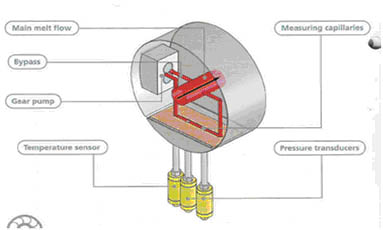 Main melt flow
Measuring capillaries
Bypass
Gear pump
Temperature sensor
Pressure transducers